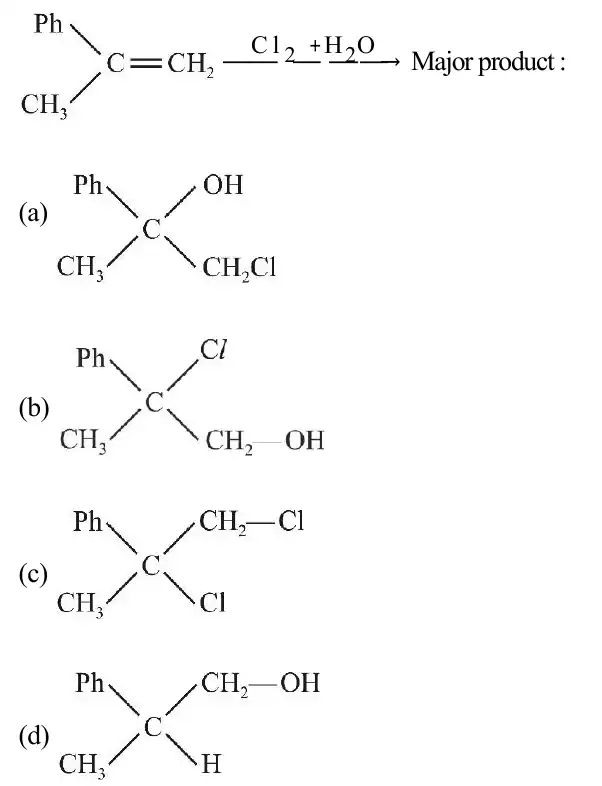 Ph
C=CH₂ —Cl₂ +H₂O→ Major product :
CH₃
(a)
Ph OH
C
CH₃ CH₂Cl
(b)
Ph Cl
C
CH₃ CH₂—OH
(c)
Ph CH₂—Cl
C
CH₃ Cl
(d)
Ph CH₂—OH
C
CH₃ H